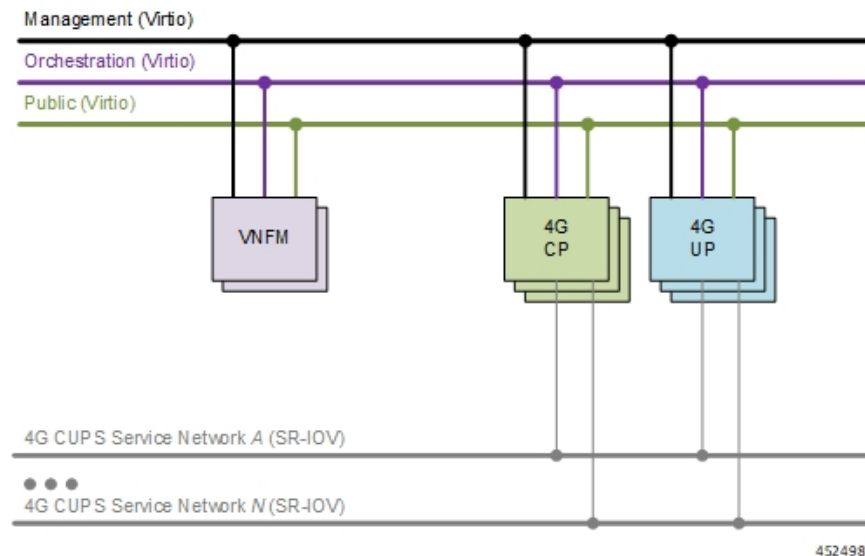 Management (Virtio)
Orchestration (Virtio)
Public (Virtio)
VNFM
4G
CP
4G
UP
4G CUPS Service Network A (SR-IOV)
4G CUPS Service Network N (SR-IOV)
452498